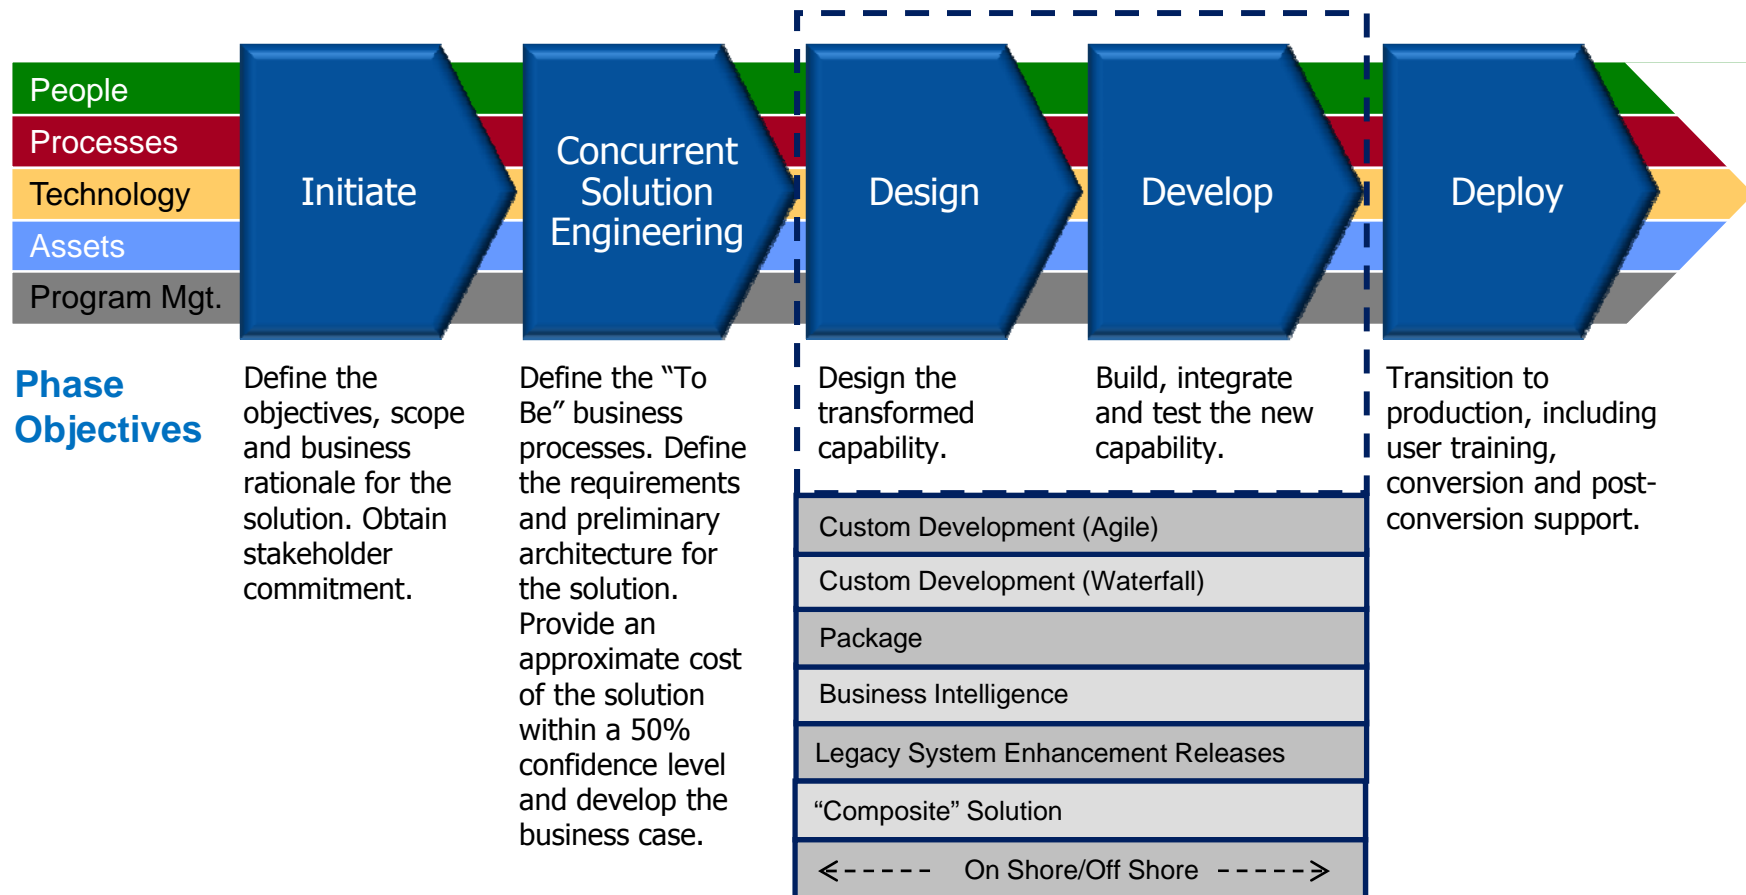 People
Processes
Technology
Assets
Program Mgt.
Initiate
Concurrent
Solution
Engineering
Design
Develop
Deploy
Phase
Objectives
Define the
objectives, scope
and business
rationale for the
solution. Obtain
stakeholder
commitment.
Define the “To
Be” business
processes. Define
the requirements
and preliminary
architecture for
the solution.
Provide an
approximate cost
of the solution
within a 50%
confidence level
and develop the
business case.
Design the
transformed
capability.
Build, integrate
and test the new
capability.
Transition to
production, including
user training,
conversion and post-
conversion support.
Custom Development (Agile)
Custom Development (Waterfall)
Package
Business Intelligence
Legacy System Enhancement Releases
“Composite” Solution
On Shore/Off Shore